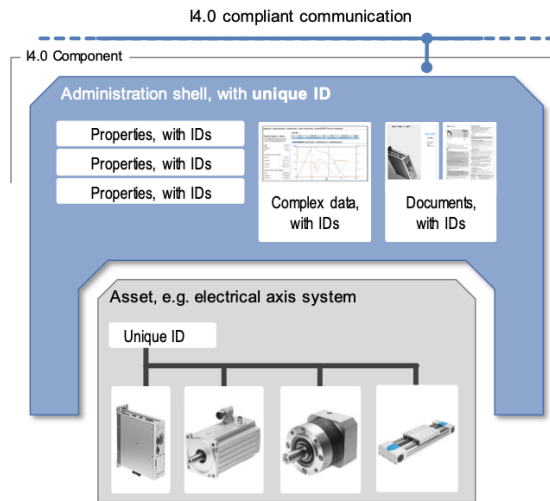 I4.0 compliant communication
I4.0 Component
Administration shell, with unique ID
Properties, with IDs
Properties, with IDs
Properties, with IDs
Complex data,
with IDs
Documents,
with IDs
Asset, e.g. electrical axis system
Unique ID